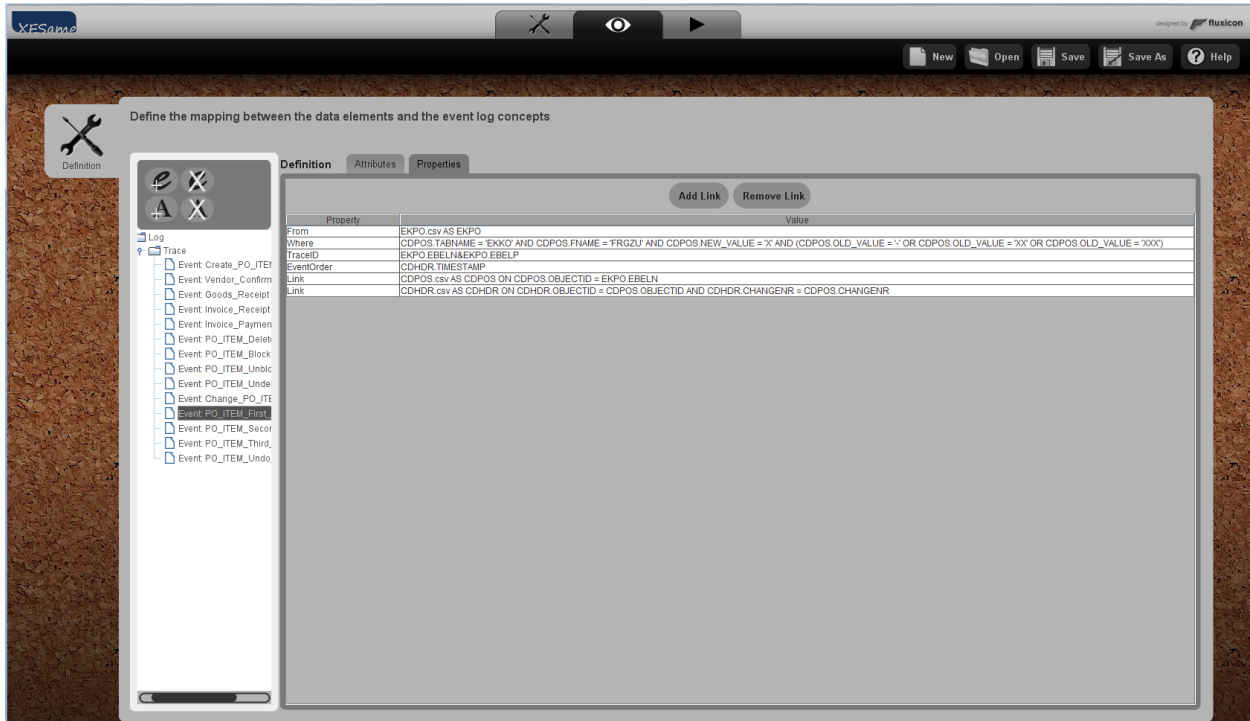 XESame
designed by fluxicon
New Open Save Save As Help
Define the mapping between the data elements and the event log concepts
Definition
Definition Attributes Properties
Add Link Remove Link
Property Value
From EKPO.csv AS EKPO
Where CDPOS.TABNAME = 'EKKO' AND CDPOS.FNAME = 'FRGZU' AND CDPOS.NEW_VALUE = 'X' AND (CDPOS.OLD_VALUE = '-' OR CDPOS.OLD_VALUE = 'XX' OR CDPOS.OLD_VALUE = 'XXX')
TraceID EKPO.EBELN&EKPO.EBELP
EventOrder CDHDR.TIMESTAMP
Link CDPOS.csv AS CDPOS ON CDPOS.OBJECTID = EKPO.EBELN
Link CDHDR.csv AS CDHDR ON CDHDR.OBJECTID = CDPOS.OBJECTID AND CDHDR.CHANGENR = CDPOS.CHANGENR
Log
Trace
Event: Create_PO_ITE
Event: Vendor_Confirm
Event: Goods_Receipt
Event: Invoice_Receipt
Event: Invoice_Paymen
Event: PO_ITEM_Delet
Event: PO_ITEM_Block
Event: PO_ITEM_Unblo
Event: PO_ITEM_Unde
Event: Change_PO_ITE
Event: PO_ITEM_First_
Event: PO_ITEM_Secon
Event: PO_ITEM_Third_
Event: PO_ITEM_Undo_